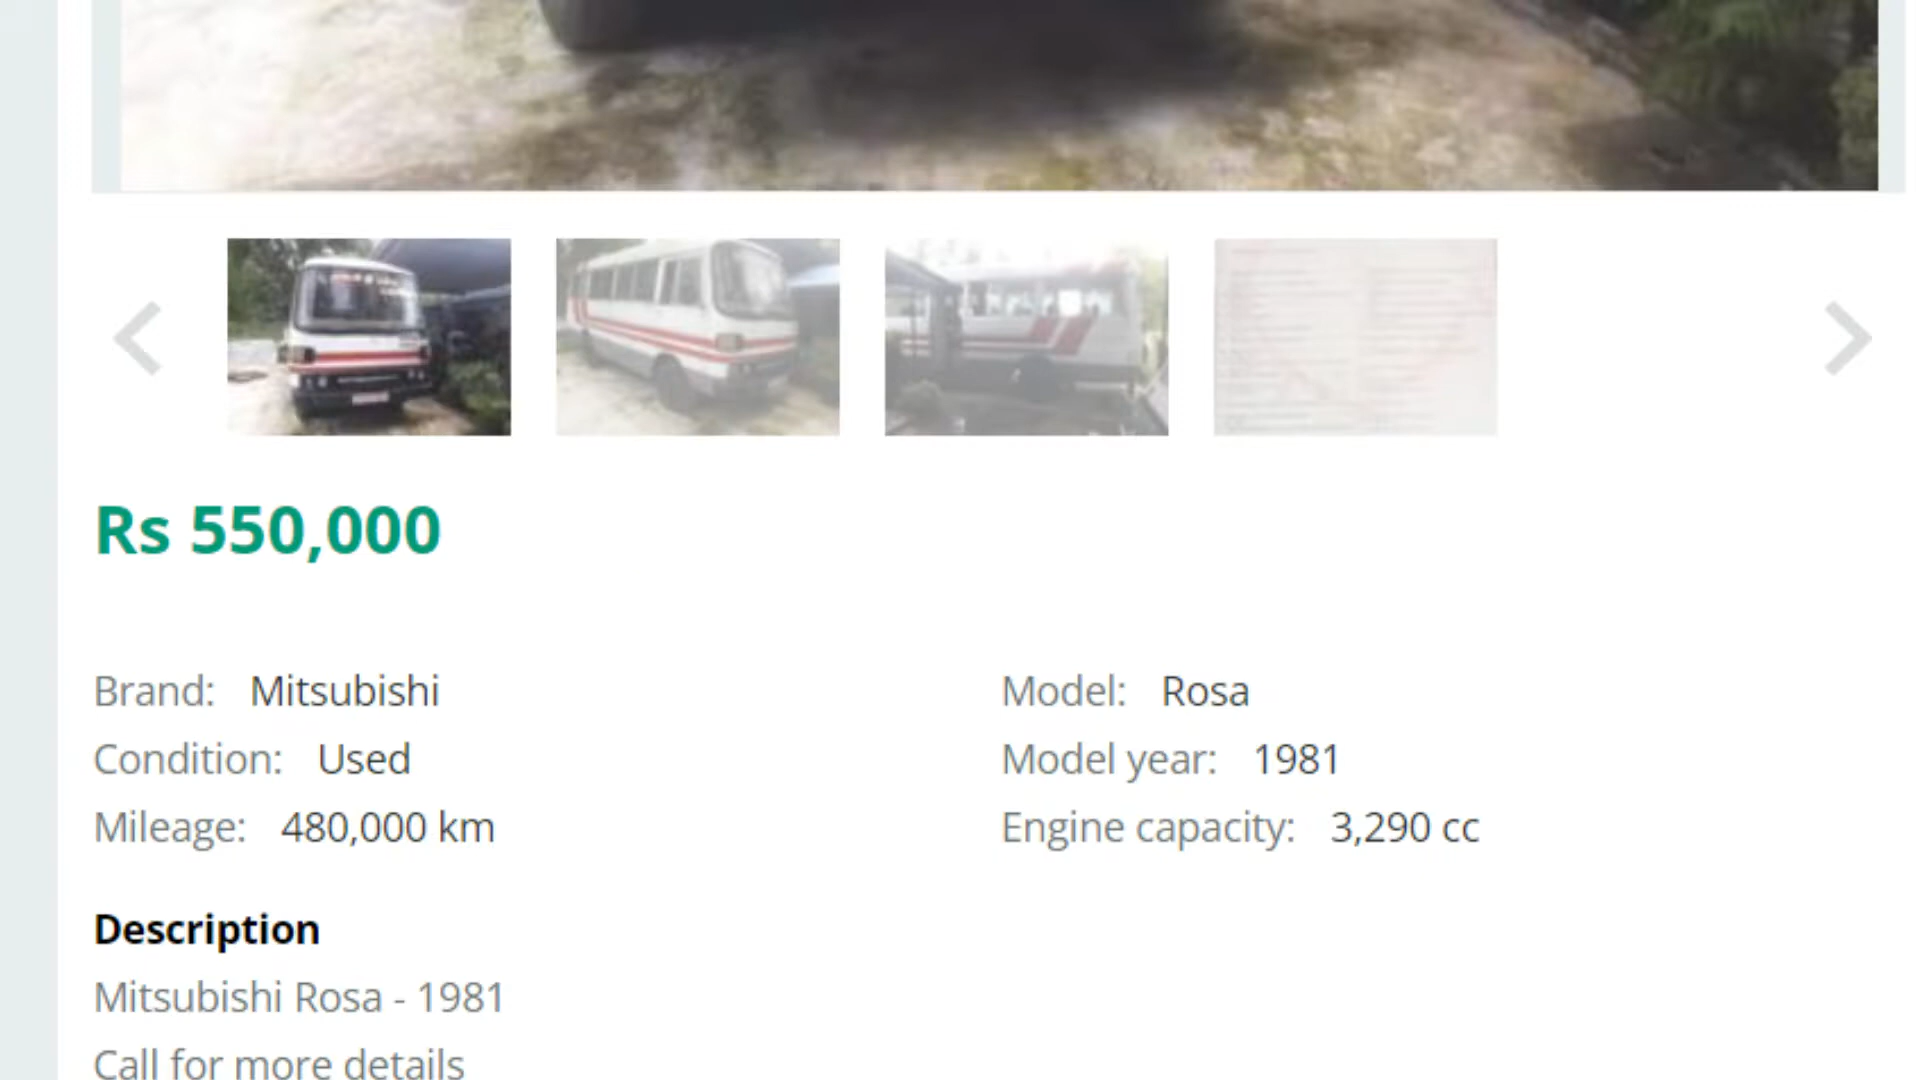 Rs 550,000
Brand: Mitsubishi
Model: Rosa
Condition: Used
Model year: 1981
Mileage: 480,000 km
Engine capacity: 3,290 cc
Description
Mitsubishi Rosa - 1981
Call for more details